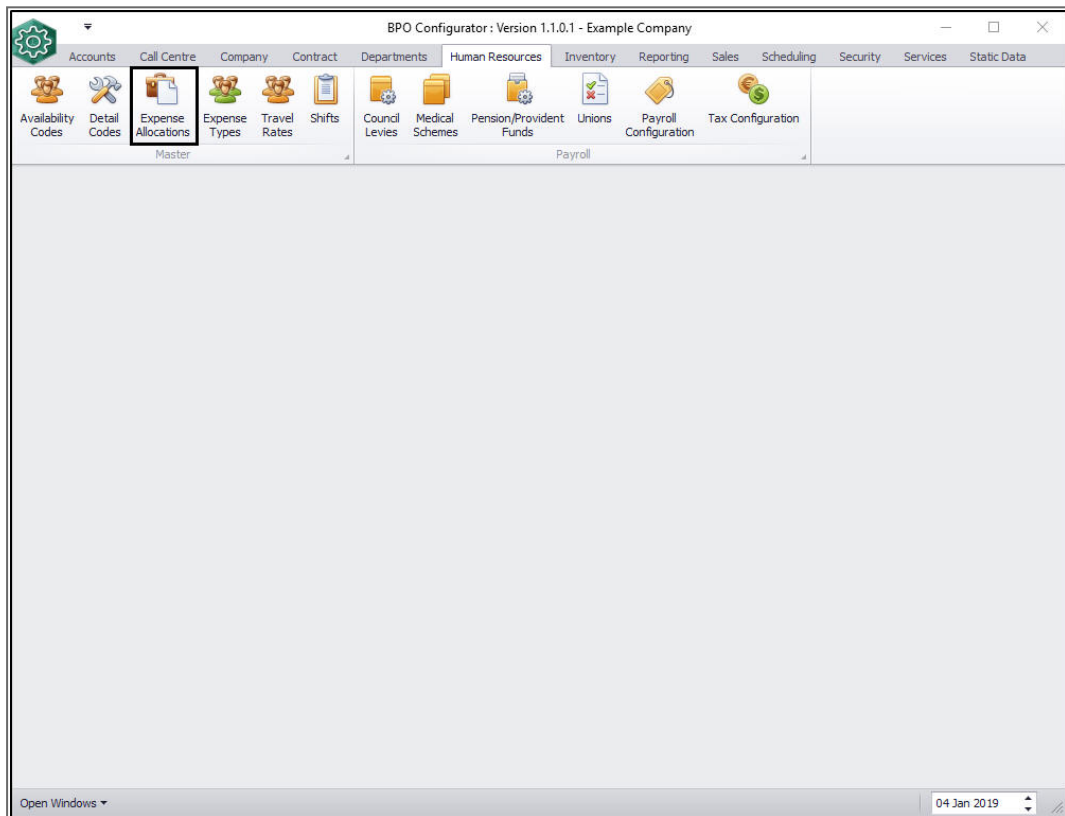 BPO Configurator : Version 1.1.0.1 - Example Company
Accounts Call Centre Company Contract Departments Human Resources Inventory Reporting Sales Scheduling Security Services Static Data
Availability Detail Expense Expense Travel Shifts Council Medical Pension/Provident Unions Payroll Tax Configuration
Codes Codes Allocations Types Rates Levies Schemes Funds Configuration
Master Payroll
Open Windows 04 Jan 2019